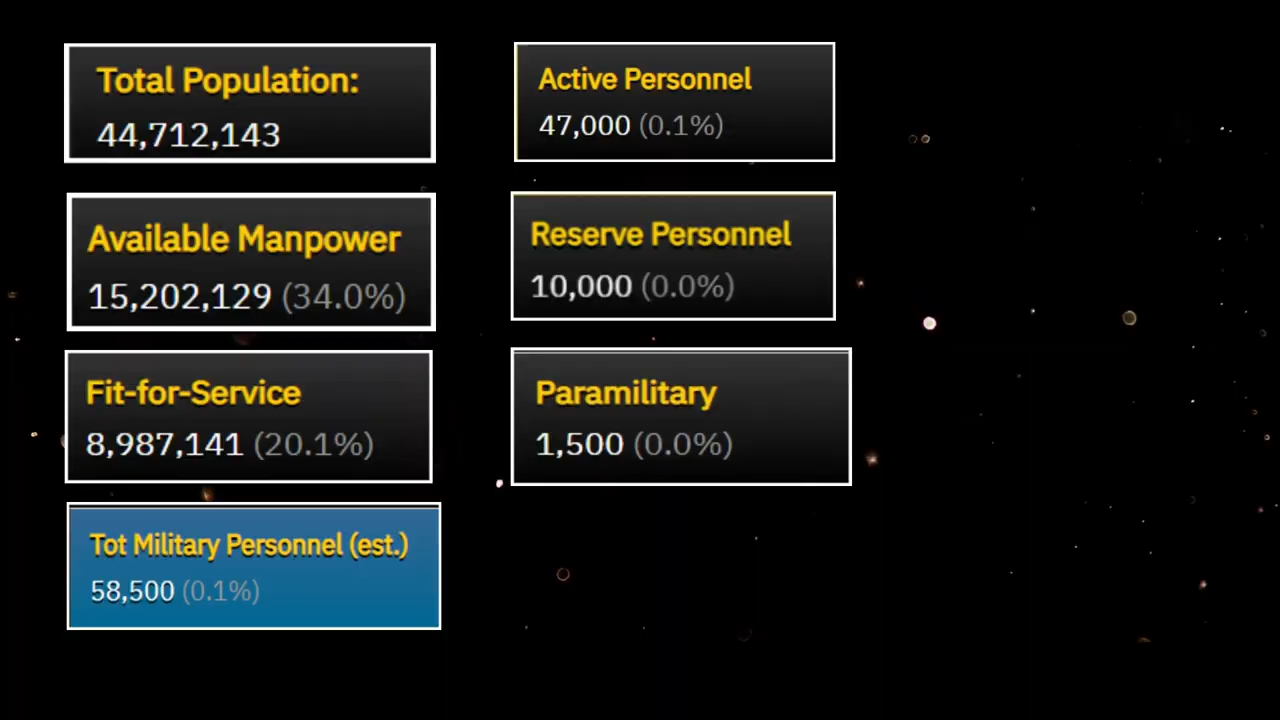 Total Population:
44,712,143
Available Manpower
15,202,129 (34.0%)
Fit-for-Service
8,987,141 (20.1%)
Tot Military Personnel (est.)
58,500 (0.1%)
Active Personnel
47,000 (0.1%)
Reserve Personnel
10,000 (0.0%)
Paramilitary
1,500 (0.0%)